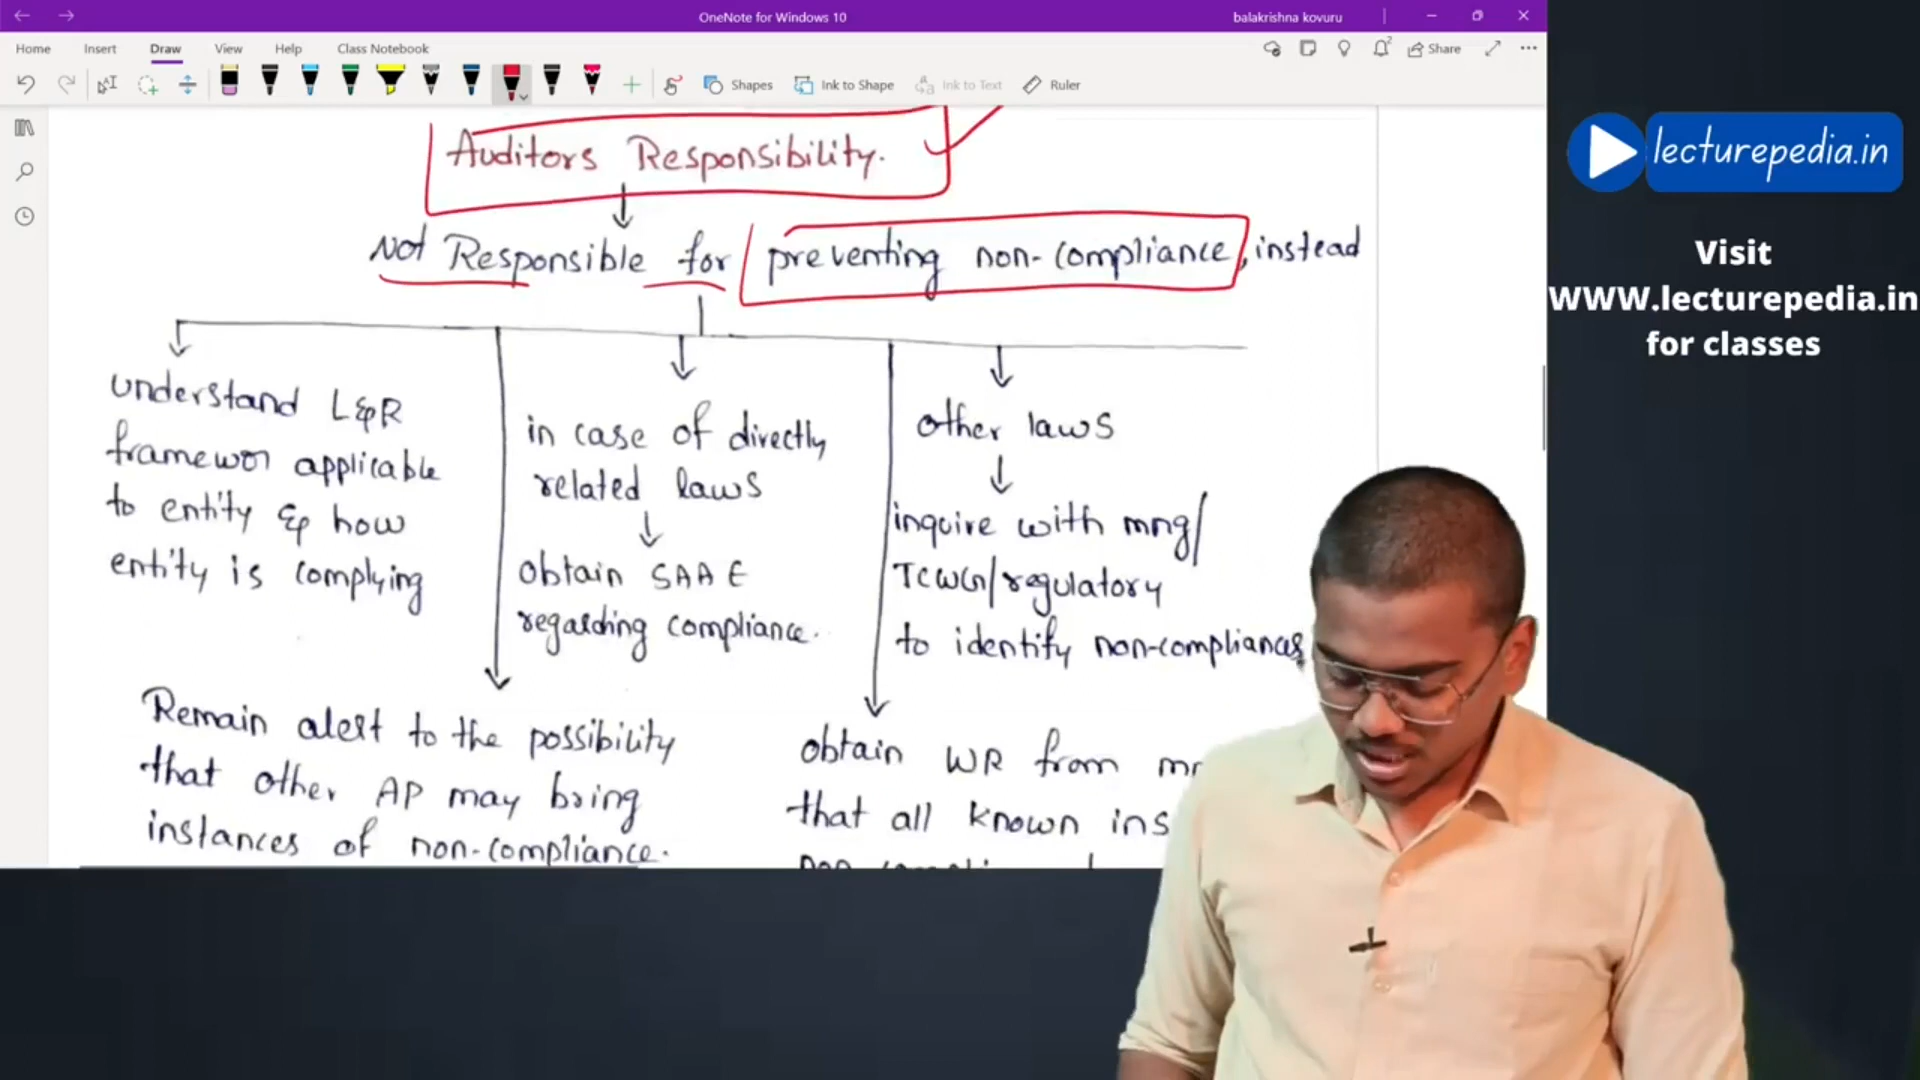 OneNote for Windows 10
balakrishna kovuru
Home Insert Draw View Help Class Notebook
Share
Shapes Ink to Shape Ink to Text Ruler
Auditors Responsibility.
Not Responsible for preventing non-compliance, instead
understand L&R
framewor applicable
to entity & how
entity is complying
in case of directly
related laws
obtain SAAE
regarding compliance.
other laws
inquire with mng/
TCWG/regulatory
to identify non-compliances
Remain alert to the possibility
that other AP may bring
instances of non-compliance.
obtain WR from
that all known ins
lecturepedia.in
Visit
WWW.lecturepedia.in
for classes